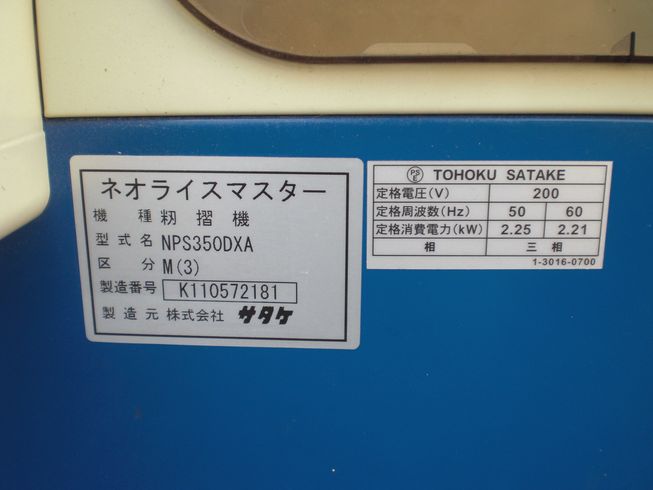 ネオライスマスター
機種 籾摺機
型式名 NPS350DXA
区分 M(3)
製造番号 K110572181
製造元 株式会社 サタケ
PSE TOHOKU SATAKE
定格電圧(V) 200
定格周波数(Hz) 50 60
定格消費電力(kW) 2.25 2.21
相 三相
1-3016-0700